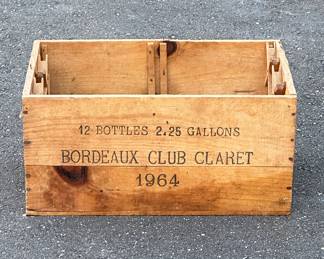 12 BOTTLES 2.25 GALLONS
BORDEAUX CLUB CLARET
1964